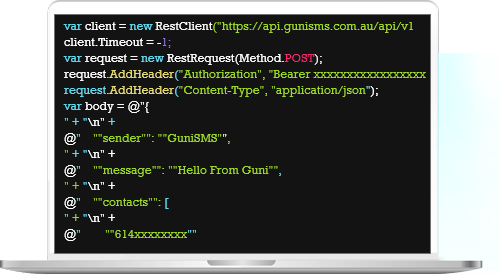 var client = new RestClient("https://api.gunisms.com.au/api/v1
client.Timeout = -1;
var request = new RestRequest(Method.POST);
request.AddHeader("Authorization", "Bearer xxxxxxxxxxxxxxxxx
request.AddHeader("Content-Type", "application/json");
var body = @"{
" + "\n" +
@"    ""sender"": ""GuniSMS"",
" + "\n" +
@"    ""message"": ""Hello From Guni"",
" + "\n" +
@"    ""contacts"": [
" + "\n" +
@"        ""614xxxxxxxx""